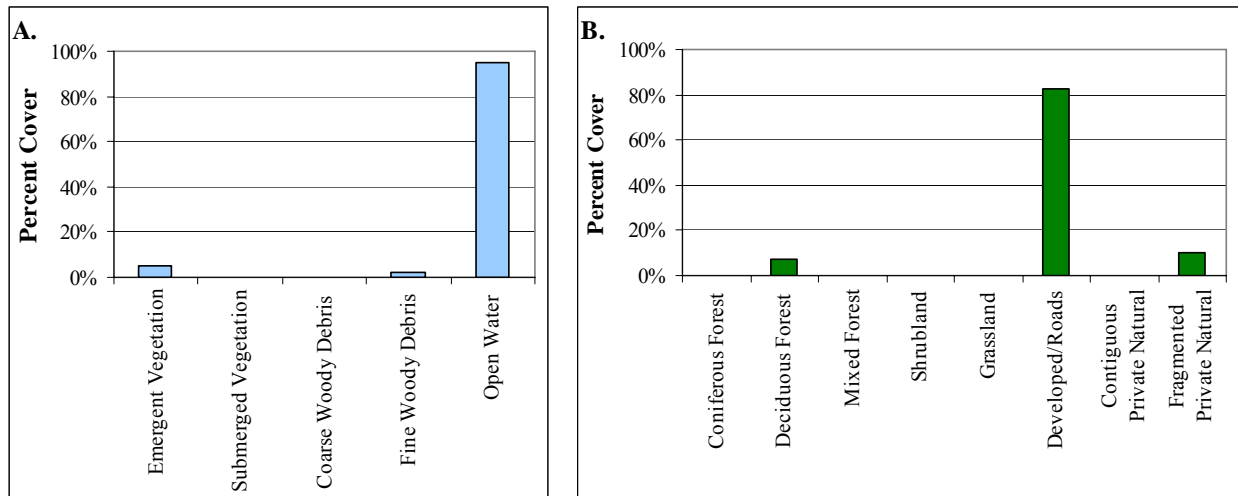 A.
Percent Cover
100%
80%
60%
40%
20%
0%
Emergent Vegetation
Submerged Vegetation
Coarse Woody Debris
Fine Woody Debris
Open Water
B.
Percent Cover
100%
80%
60%
40%
20%
0%
Coniferous Forest
Deciduous Forest
Mixed Forest
Shrubland
Grassland
Developed/Roads
Contiguous
Private Natural
Fragmented
Private Natural